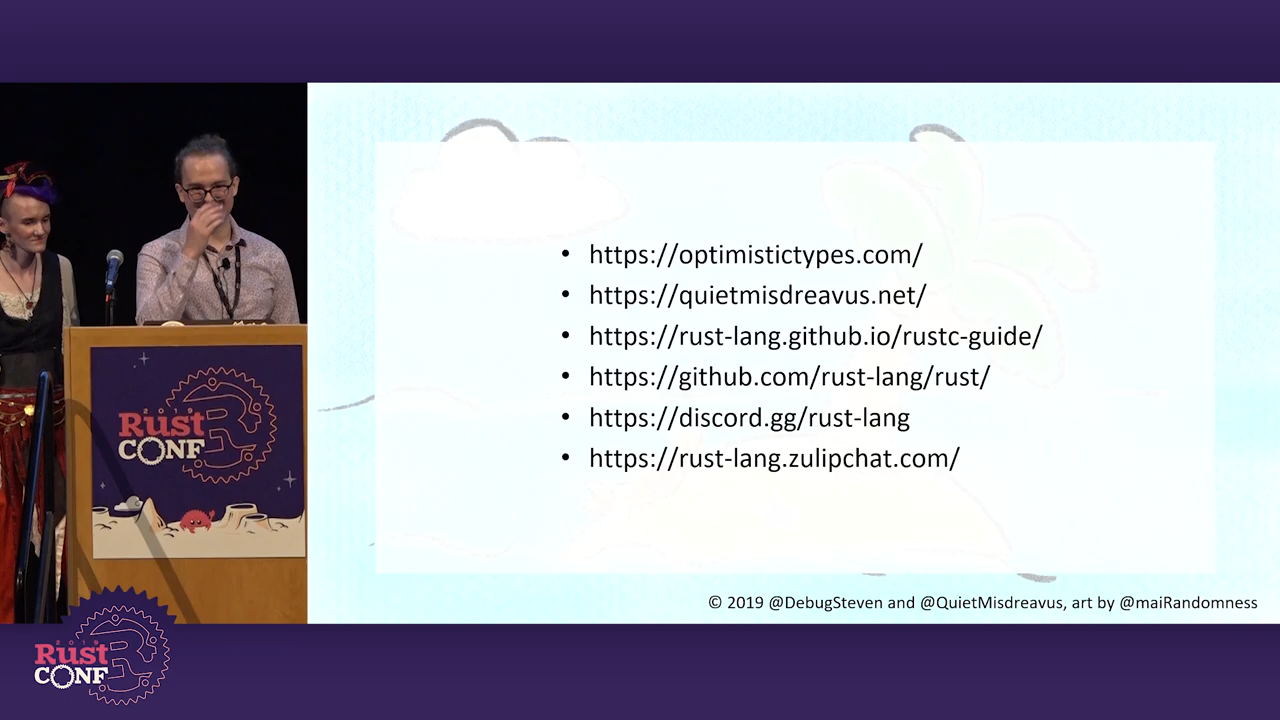 https://optimistictypes.com/
https://quietmisdreavus.net/
https://rust-lang.github.io/rustc-guide/
https://github.com/rust-lang/rust/
https://discord.gg/rust-lang
https://rust-lang.zulipchat.com/
© 2019 @DebugSteven and @QuietMisdreavus, art by @maiRandomness
2019
Rust
CONF
R
2019
Rust
CONF
R